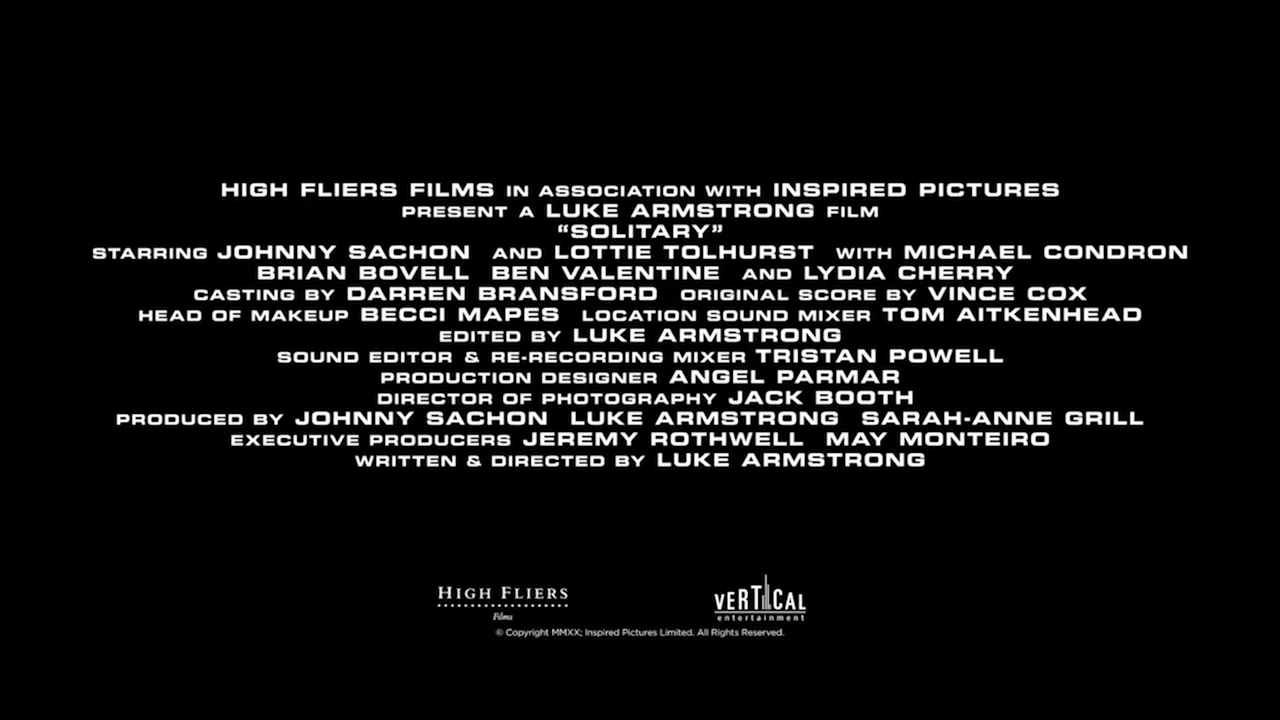 HIGH FLIERS FILMS IN ASSOCIATION WITH INSPIRED PICTURES
PRESENT A LUKE ARMSTRONG FILM
“SOLITARY”
STARRING JOHNNY SACHON AND LOTTIE TOLHURST WITH MICHAEL CONDRON
BRIAN BOVELL BEN VALENTINE AND LYDIA CHERRY
CASTING BY DARREN BRANSFORD ORIGINAL SCORE BY VINCE COX
HEAD OF MAKEUP BECCI MAPES LOCATION SOUND MIXER TOM AITKENHEAD
EDITED BY LUKE ARMSTRONG
SOUND EDITOR & RE-RECORDING MIXER TRISTAN POWELL
PRODUCTION DESIGNER ANGEL PARMAR
DIRECTOR OF PHOTOGRAPHY JACK BOOTH
PRODUCED BY JOHNNY SACHON LUKE ARMSTRONG SARAH-ANNE GRILL
EXECUTIVE PRODUCERS JEREMY ROTHWELL MAY MONTEIRO
WRITTEN & DIRECTED BY LUKE ARMSTRONG
HIGH FLIERS
Films
VERTICAL
entertainment
© Copyright MMXX; Inspired Pictures Limited. All Rights Reserved.